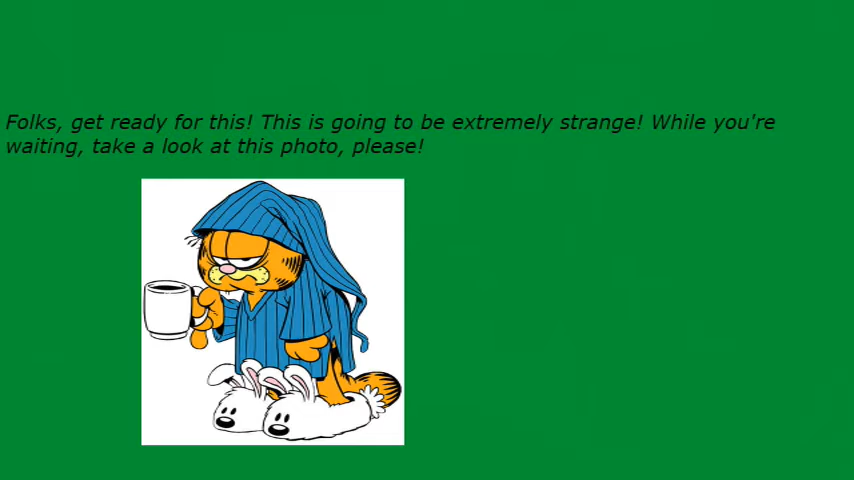 Folks, get ready for this! This is going to be extremely strange! While you're
waiting, take a look at this photo, please!